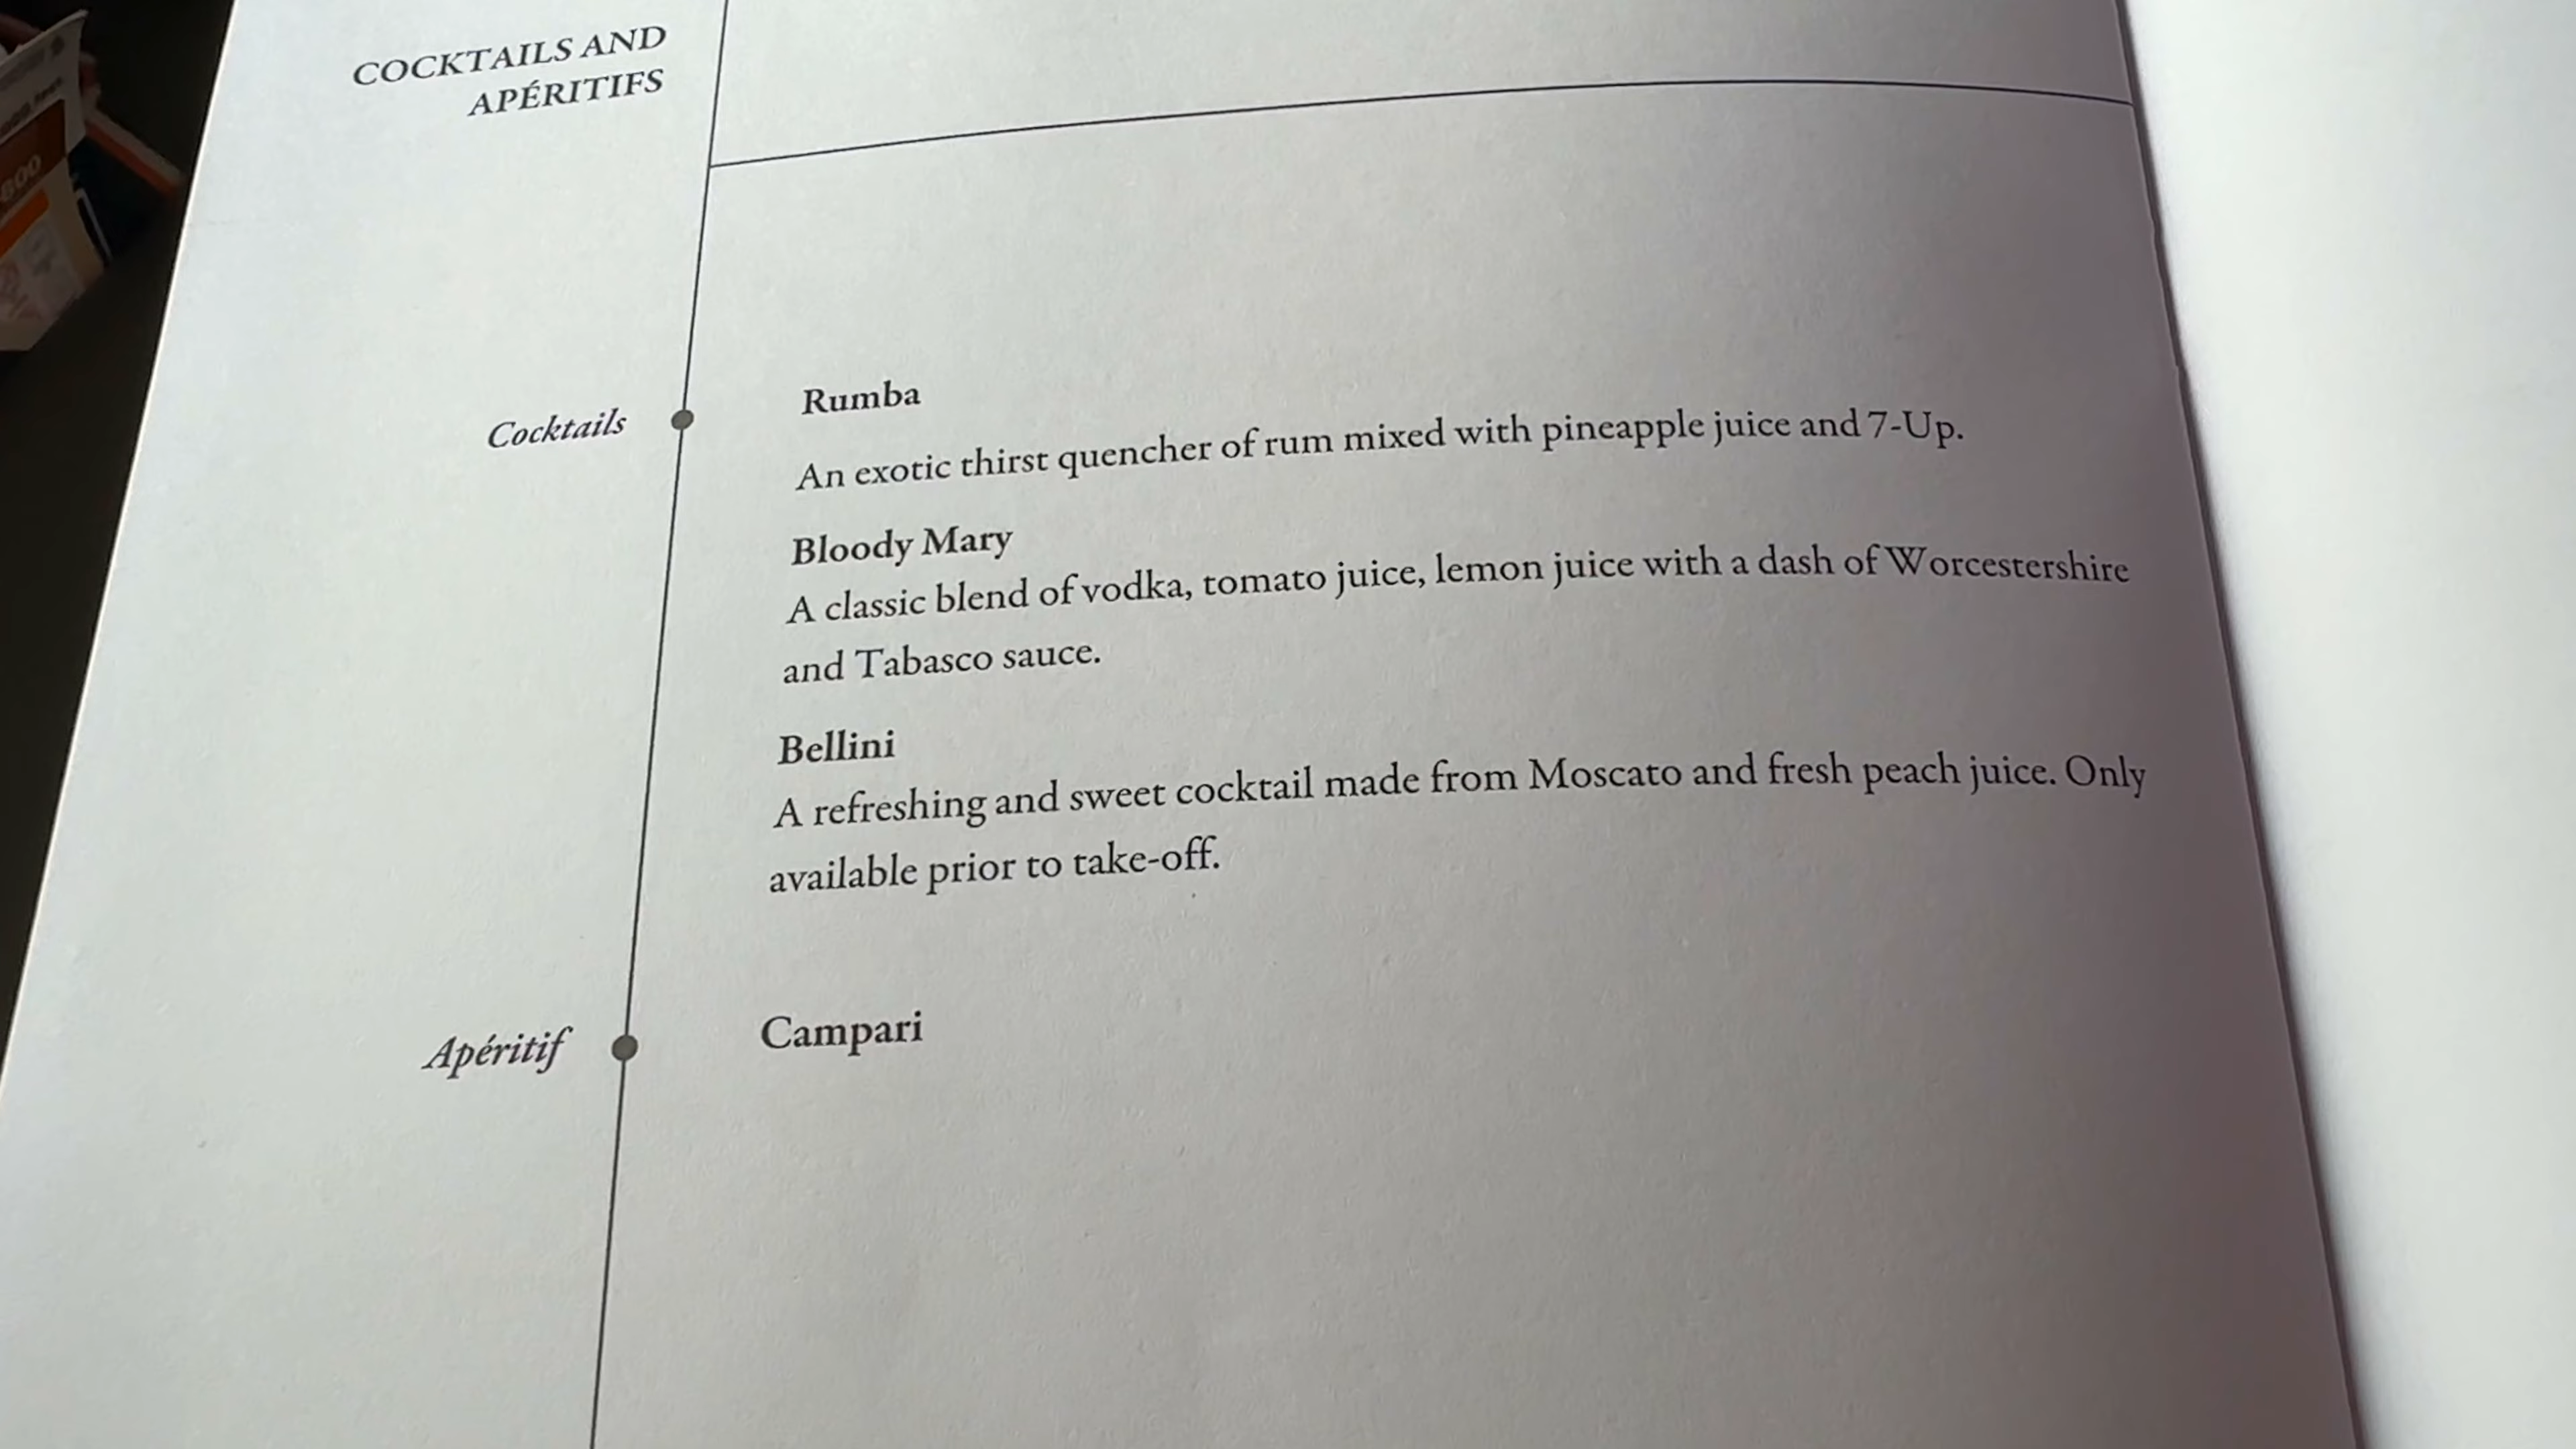 COCKTAILS AND
APÉRITIFS
Cocktails
Rumba
An exotic thirst quencher of rum mixed with pineapple juice and 7-Up.
Bloody Mary
A classic blend of vodka, tomato juice, lemon juice with a dash of Worcestershire
and Tabasco sauce.
Bellini
A refreshing and sweet cocktail made from Moscato and fresh peach juice. Only
available prior to take-off.
Apéritif
Campari
800